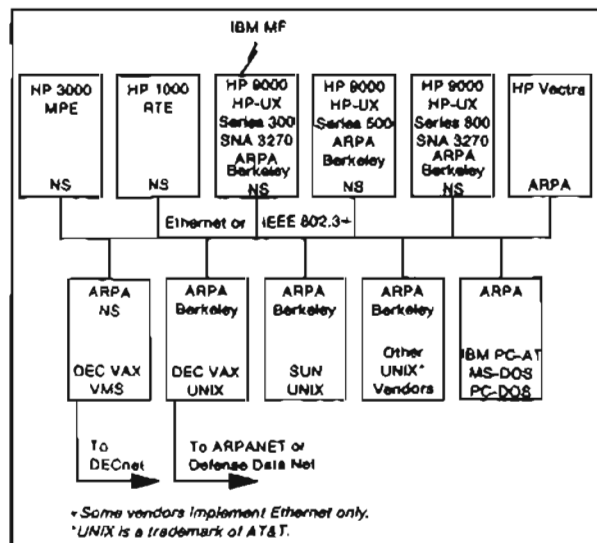 IBM MF
HP 3000
MPE
NS
HP 1000
RTE
NS
HP 9000
HP-UX
Series 300
SNA 3270
ARPA
Berkeley
NS
HP 9000
HP-UX
Series 500
ARPA
Berkeley
NS
HP 9000
HP-UX
Series 800
SNA 3270
ARPA
Berkeley
NS
HP Vectra
ARPA
Ethernet or IEEE 802.3+
ARPA
NS
DEC VAX
VMS
ARPA
Berkeley
DEC VAX
UNIX
ARPA
Berkeley
SUN
UNIX
ARPA
Berkeley
Other
UNIX*
Vendors
ARPA
IBM PC-AT
MS-DOS
PC-DOS
To
DECnet
To ARPANET or
Defense Data Net
+ Some vendors implement Ethernet only.
*UNIX is a trademark of AT&T.